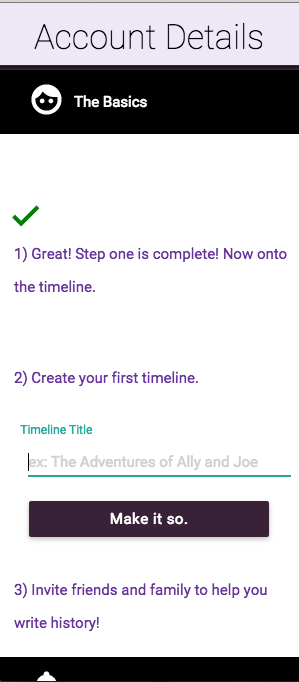 Account Details
The Basics
1) Great! Step one is complete! Now onto
the timeline.
2) Create your first timeline.
Timeline Title
ex: The Adventures of Ally and Joe
Make it so.
3) Invite friends and family to help you
write history!